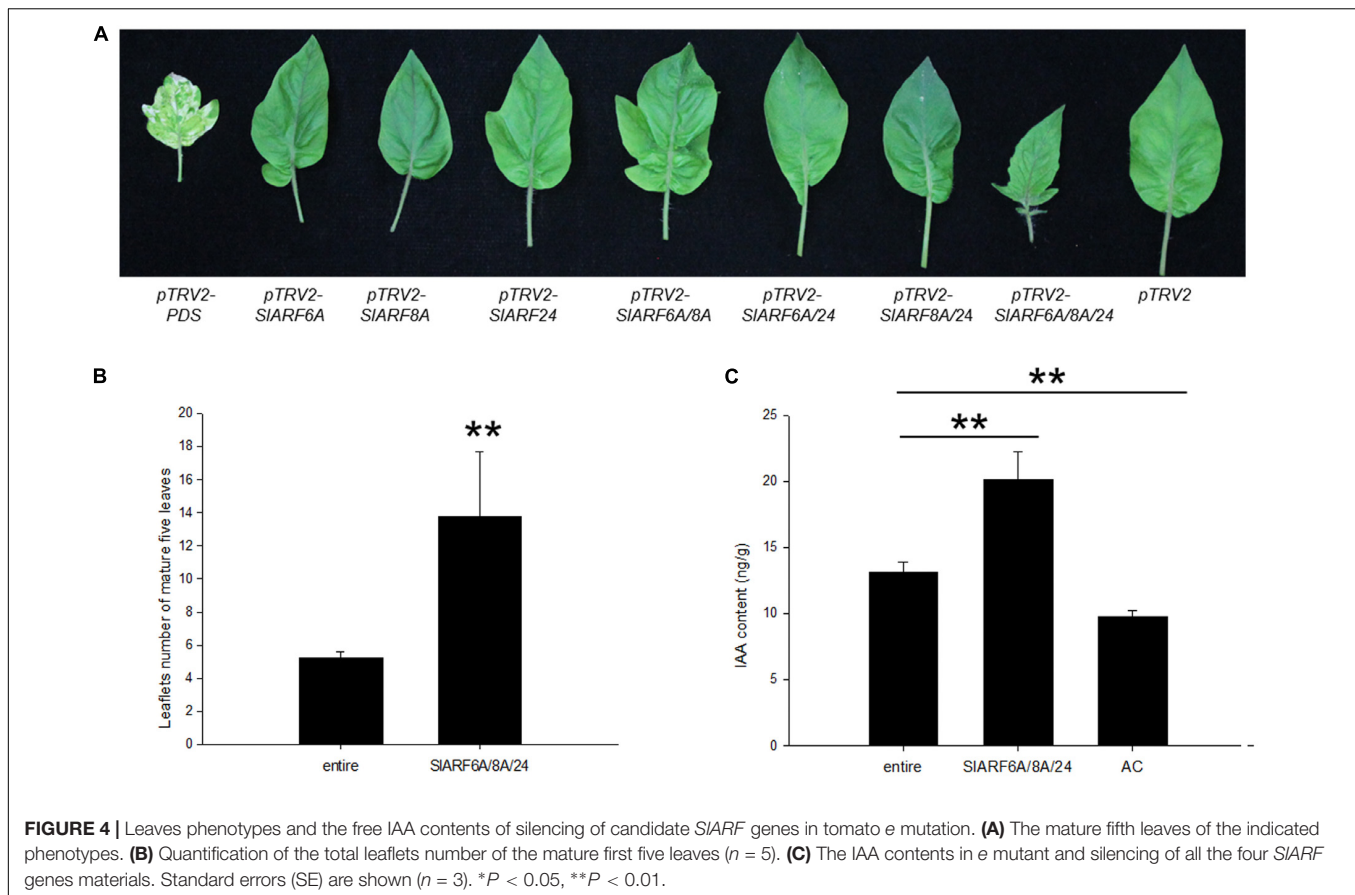 A
pTRV2-
PDS
pTRV2-
SlARF6A
pTRV2-
SlARF8A
pTRV2-
SlARF24
pTRV2-
SlARF6A/8A
pTRV2-
SlARF6A/24
pTRV2-
SlARF8A/24
pTRV2-
SlARF6A/8A/24
pTRV2
B
Leaflets number of mature five leaves
20
18
16
14
12
10
8
6
4
2
0
**
entire
SlARF6A/8A/24
C
IAA content (ng/g)
25
20
15
10
5
0
**
**
entire
SlARF6A/8A/24
AC
FIGURE 4 | Leaves phenotypes and the free IAA contents of silencing of candidate SlARF genes in tomato e mutation. (A) The mature fifth leaves of the indicated
phenotypes. (B) Quantification of the total leaflets number of the mature first five leaves (n = 5). (C) The IAA contents in e mutant and silencing of all the four SlARF
genes materials. Standard errors (SE) are shown (n = 3). *P < 0.05, **P < 0.01.